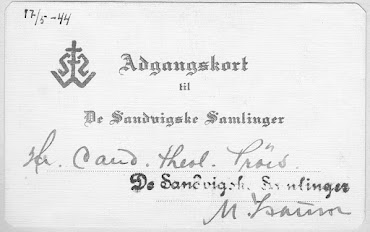 17/5-44
Adgangskort
til
De Sandvigske Samlinger
Hr. Cand. theol.
De Sandvigske Samlinger
M